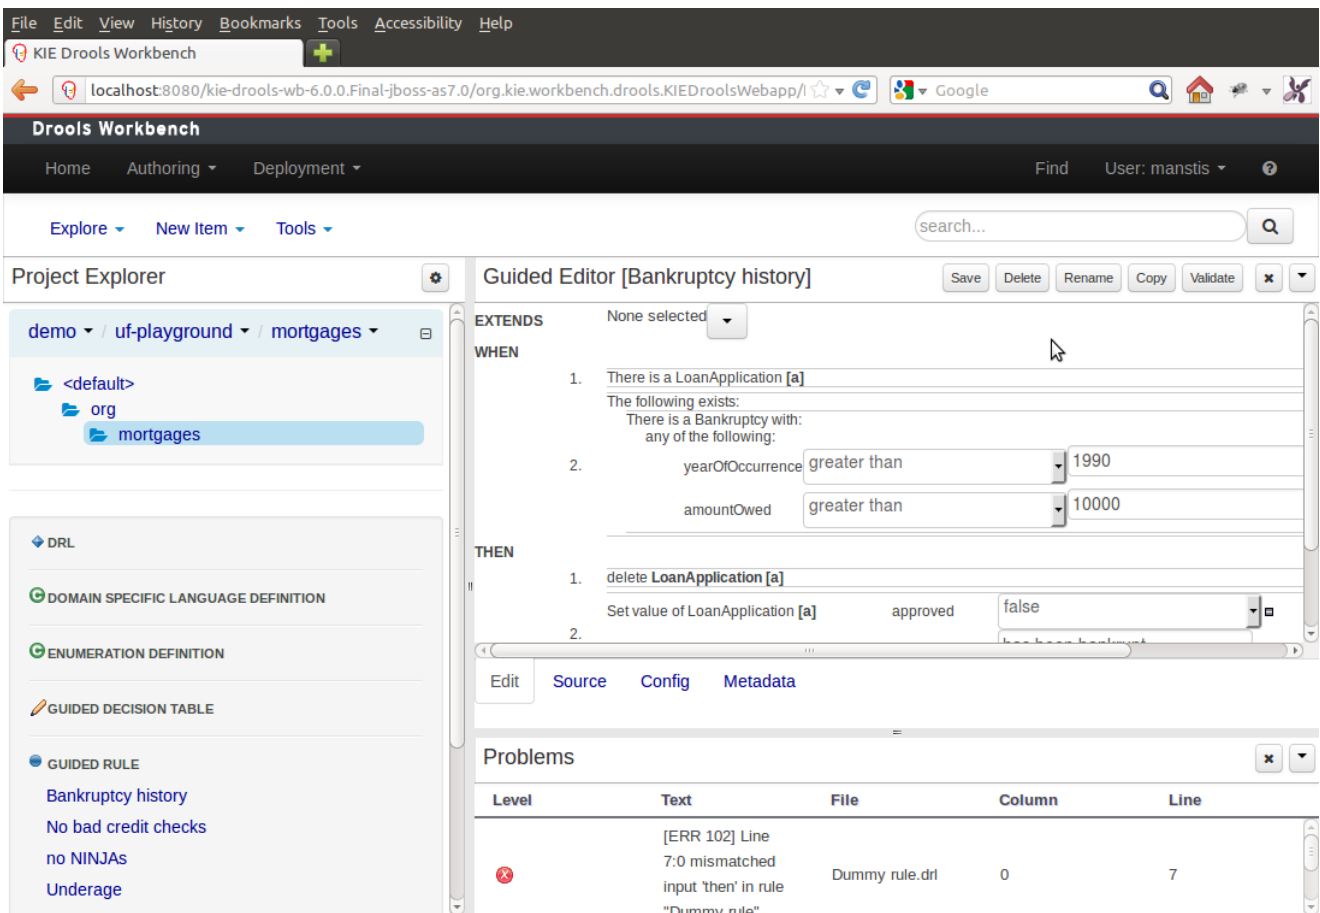 File Edit View History Bookmarks Tools Accessibility Help
KIE Drools Workbench
localhost:8080/kie-drools-wb-6.0.0.Final-jboss-as7.0/org.kie.workbench.drools.KIEDroolsWebapp/ Google
Drools Workbench
Home Authoring Deployment Find User: manstis
Explore New Item Tools search...
Project Explorer
demo / uf-playground / mortgages
<default>
org
mortgages
DRL
DOMAIN SPECIFIC LANGUAGE DEFINITION
ENUMERATION DEFINITION
GUIDED DECISION TABLE
GUIDED RULE
Bankruptcy history
No bad credit checks
no NINJAs
Underage
Guided Editor [Bankruptcy history] Save Delete Rename Copy Validate
EXTENDS None selected
WHEN
1. There is a LoanApplication [a]
The following exists:
There is a Bankruptcy with:
any of the following:
2. yearOfOccurrence greater than 1990
amountOwed greater than 10000
THEN
1. delete LoanApplication [a]
Set value of LoanApplication [a] approved false
2. has been bankrupt
Edit Source Config Metadata
Problems
Level Text File Column Line
[ERR 102] Line
7:0 mismatched
input 'then' in rule
"Dummy rule"
Dummy rule.drl 0 7